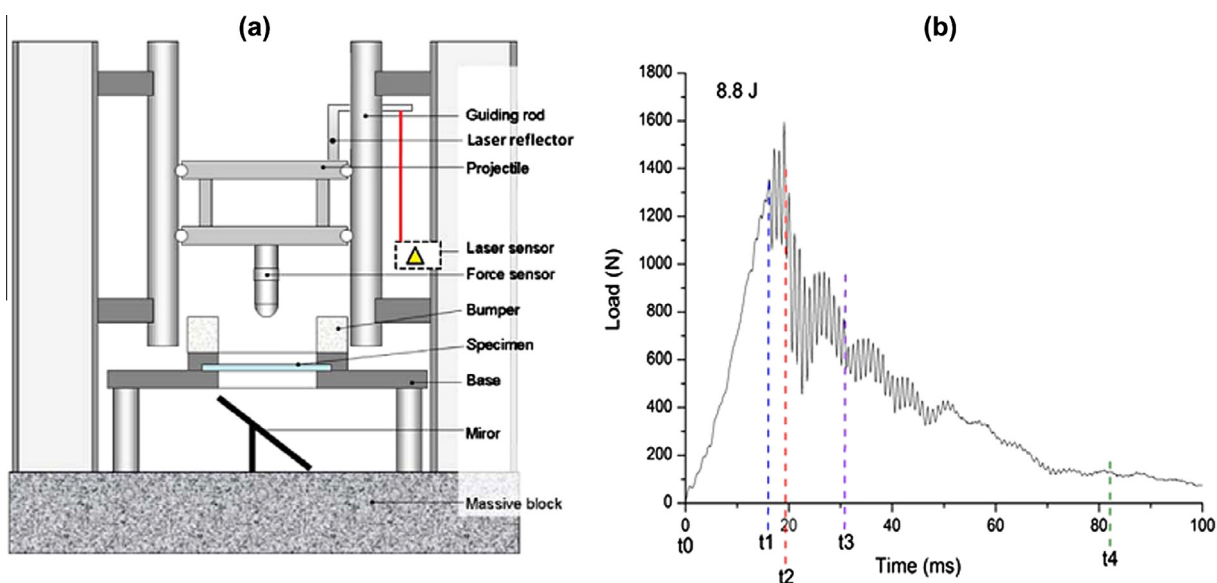 (a)
Guiding rod
Laser reflector
Projectile
Laser sensor
Force sensor
Bumper
Specimen
Base
Miror
Massive block
(b)
8.8 J
Load (N)
1800
1600
1400
1200
1000
800
600
400
200
0
0 20 40 60 80 100
t0 t1 t2 t3 t4
Time (ms)